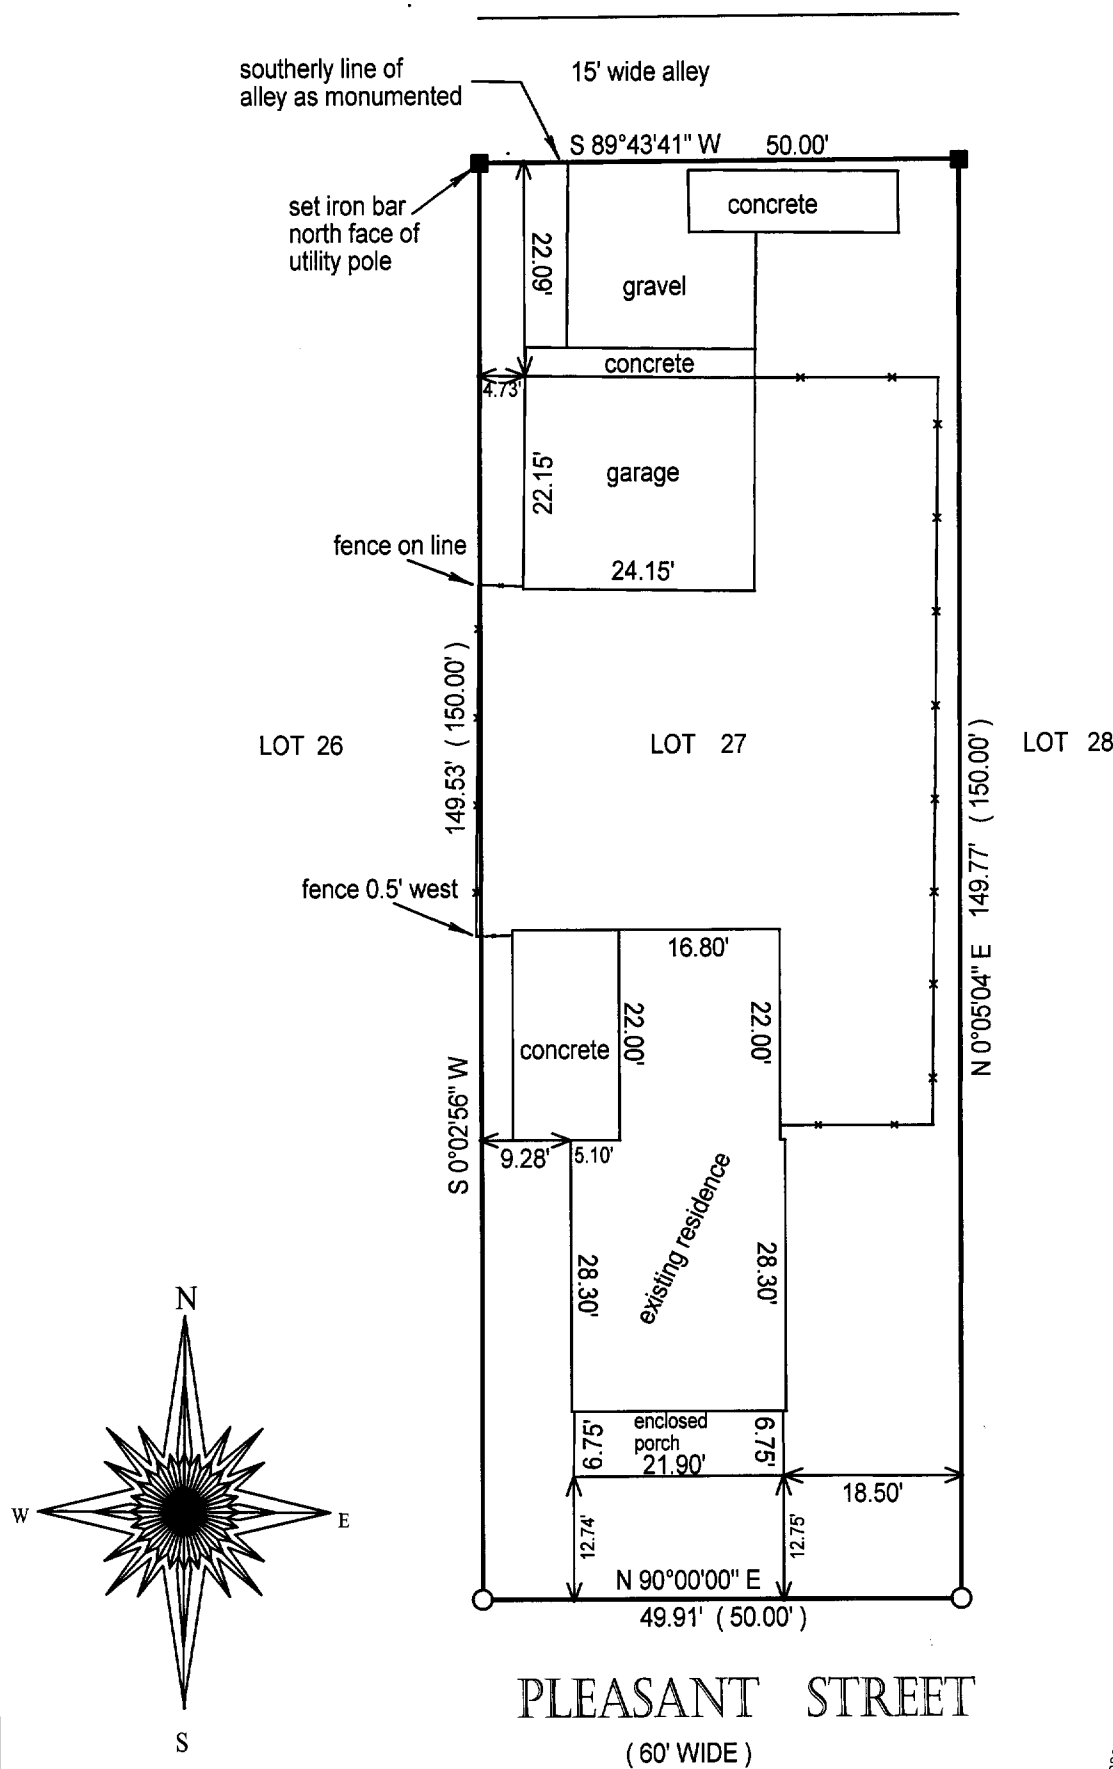 15' wide alley
southerly line of
alley as monumented
S 89°43'41" W 50.00'
set iron bar
north face of
utility pole
concrete
22.09'
gravel
concrete
4.73'
22.15'
garage
24.15'
fence on line
149.53' ( 150.00' )
LOT 26
LOT 27
LOT 28
N 0°05'04" E 149.77' ( 150.00' )
fence 0.5' west
16.80'
22.00'
22.00'
concrete
S 0°02'56" W
9.28'
5.10'
existing residence
28.30'
28.30'
N
W
E
S
6.75'
enclosed
porch
21.90'
6.75'
18.50'
12.74'
12.75'
N 90°00'00" E
49.91' ( 50.00' )
PLEASANT STREET
( 60' WIDE )